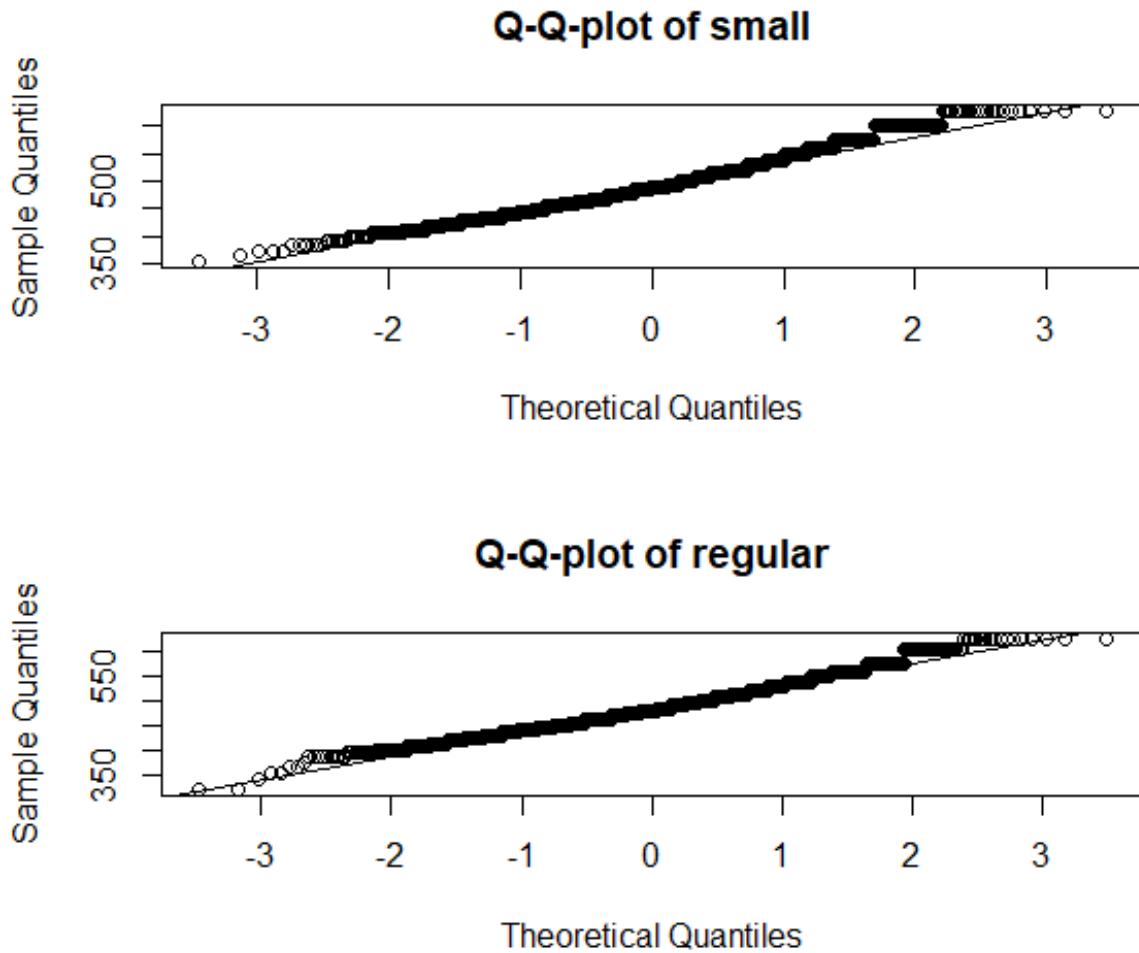 Q-Q-plot of small
Sample Quantiles
500
350
-3 -2 -1 0 1 2 3
Theoretical Quantiles
Q-Q-plot of regular
Sample Quantiles
550
350
-3 -2 -1 0 1 2 3
Theoretical Quantiles